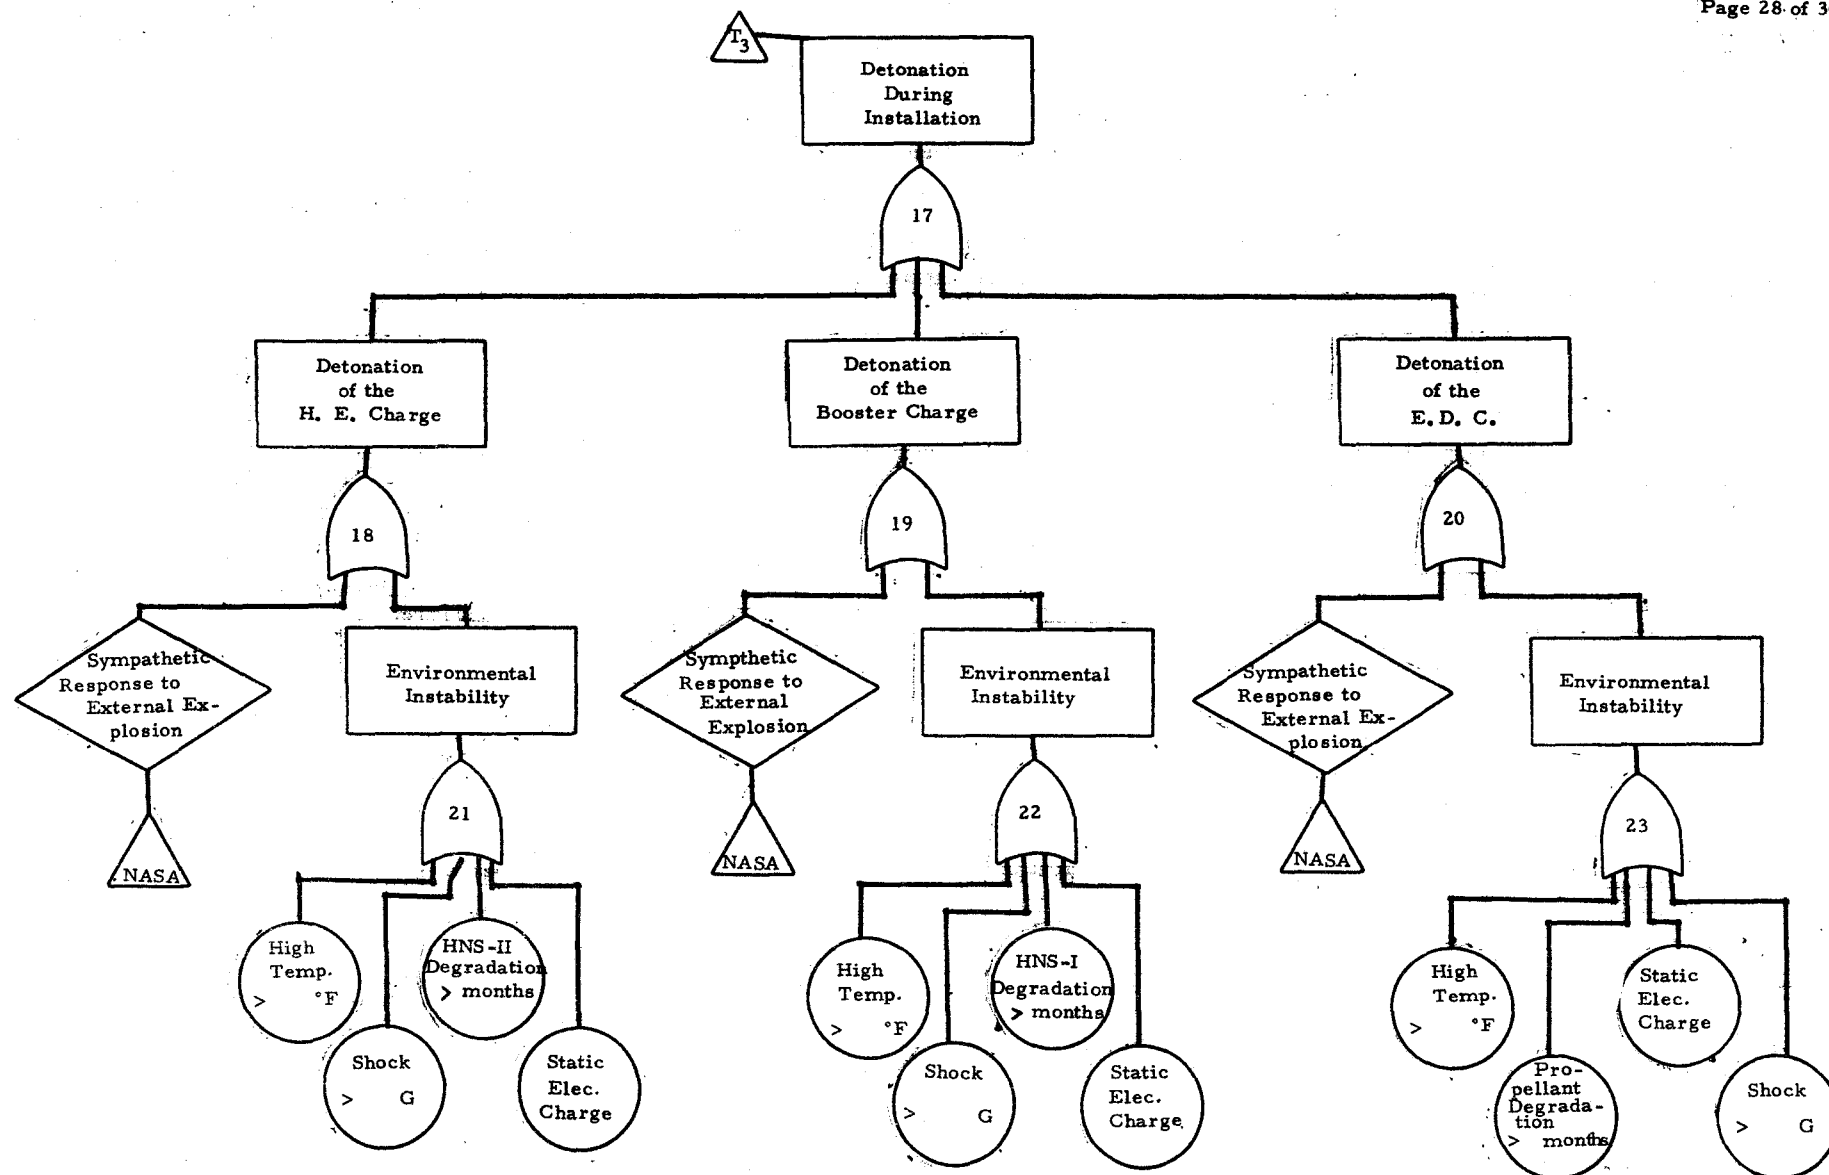 Page 28 of 3
T3
Detonation
During
Installation
17
Detonation
of the
H. E. Charge
Detonation
of the
Booster Charge
Detonation
of the
E. D. C.
18
19
20
Sympathetic
Response to
External Ex-
plosion
Environmental
Instability
Sympthetic
Response to
External
Explosion
Environmental
Instability
Sympathetic
Response to
External Ex-
plosion
Environmental
Instability
NASA
21
NASA
22
NASA
23
High
Temp.
> °F
Shock
> G
HNS-II
Degradation
> months
Static
Elec.
Charge
High
Temp.
> °F
Shock
> G
HNS-I
Degradation
> months
Static
Elec.
Charge
High
Temp.
> °F
Pro-
pellant
Degrada-
tion
> months
Static
Elec.
Charge
Shock
> G